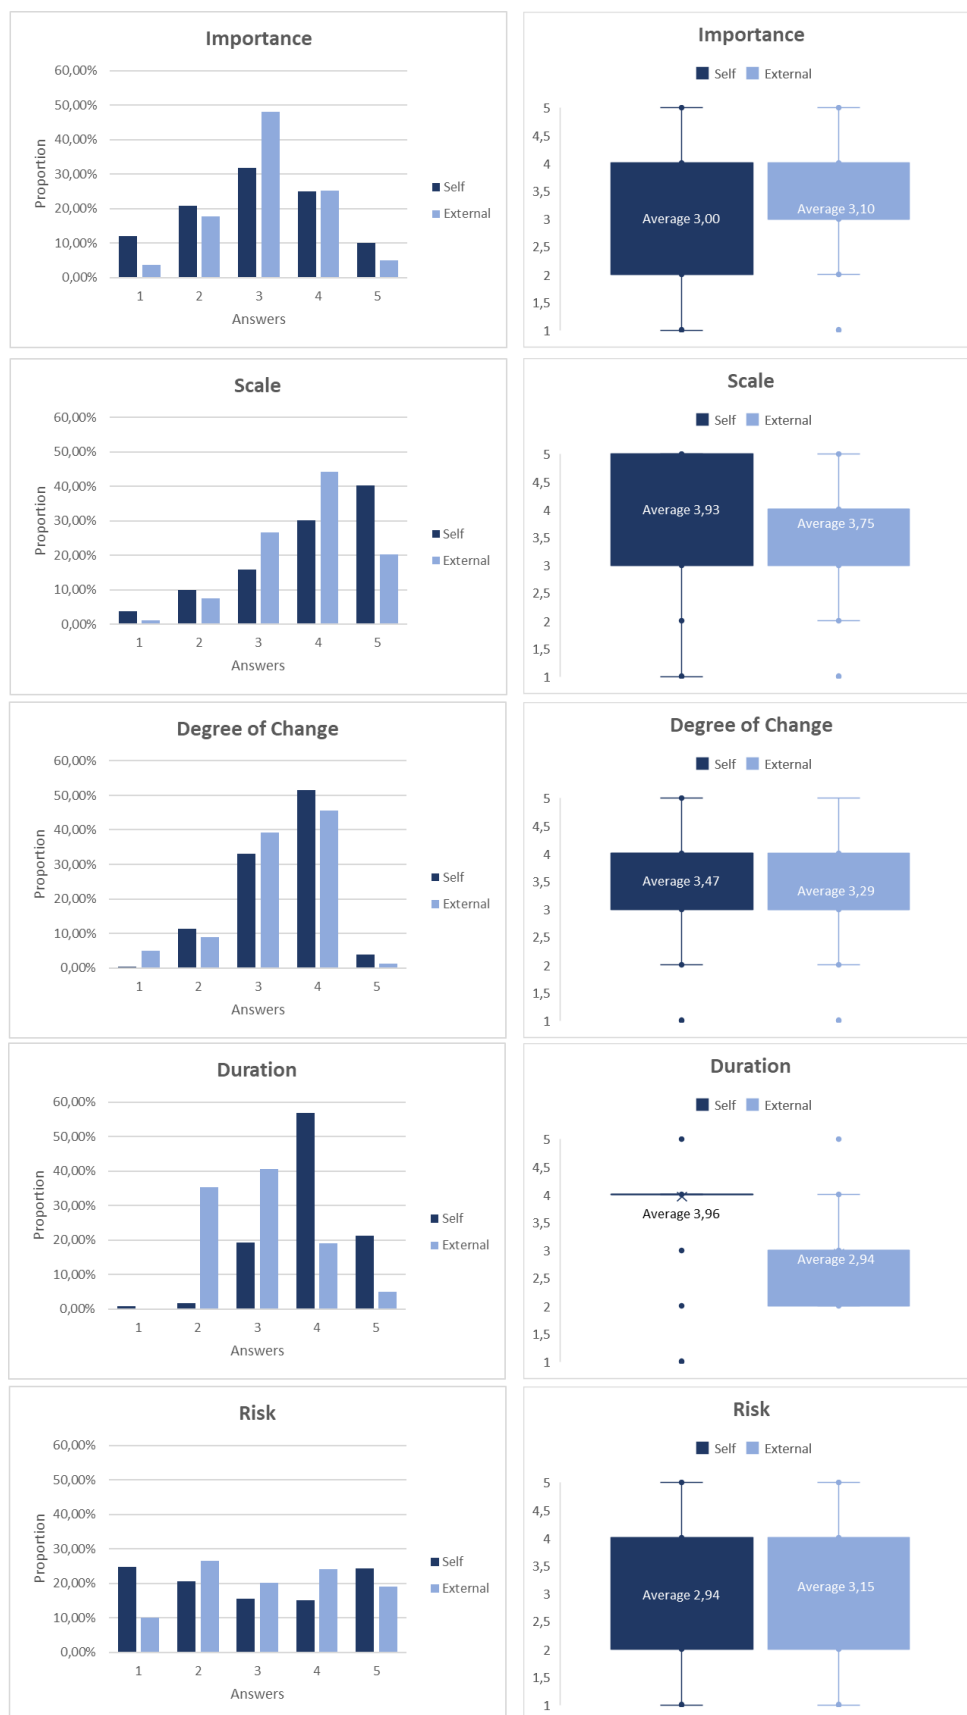 Importance
60,00%
50,00%
40,00%
30,00%
20,00%
10,00%
0,00%
Proportion
1 2 3 4 5
Answers
Self
External
Importance
Self External
5
4,5
4
3,5
3
2,5
2
1,5
1
Average 3,00
Average 3,10
Scale
60,00%
50,00%
40,00%
30,00%
20,00%
10,00%
0,00%
Proportion
1 2 3 4 5
Answers
Self
External
Scale
Self External
5
4,5
4
3,5
3
2,5
2
1,5
1
Average 3,93
Average 3,75
Degree of Change
60,00%
50,00%
40,00%
30,00%
20,00%
10,00%
0,00%
Proportion
1 2 3 4 5
Answers
Self
External
Degree of Change
Self External
5
4,5
4
3,5
3
2,5
2
1,5
1
Average 3,47
Average 3,29
Duration
60,00%
50,00%
40,00%
30,00%
20,00%
10,00%
0,00%
Proportion
1 2 3 4 5
Answers
Self
External
Duration
Self External
5
4,5
4
3,5
3
2,5
2
1,5
1
Average 3,96
Average 2,94
Risk
60,00%
50,00%
40,00%
30,00%
20,00%
10,00%
0,00%
Proportion
1 2 3 4 5
Answers
Self
External
Risk
Self External
5
4,5
4
3,5
3
2,5
2
1,5
1
Average 2,94
Average 3,15